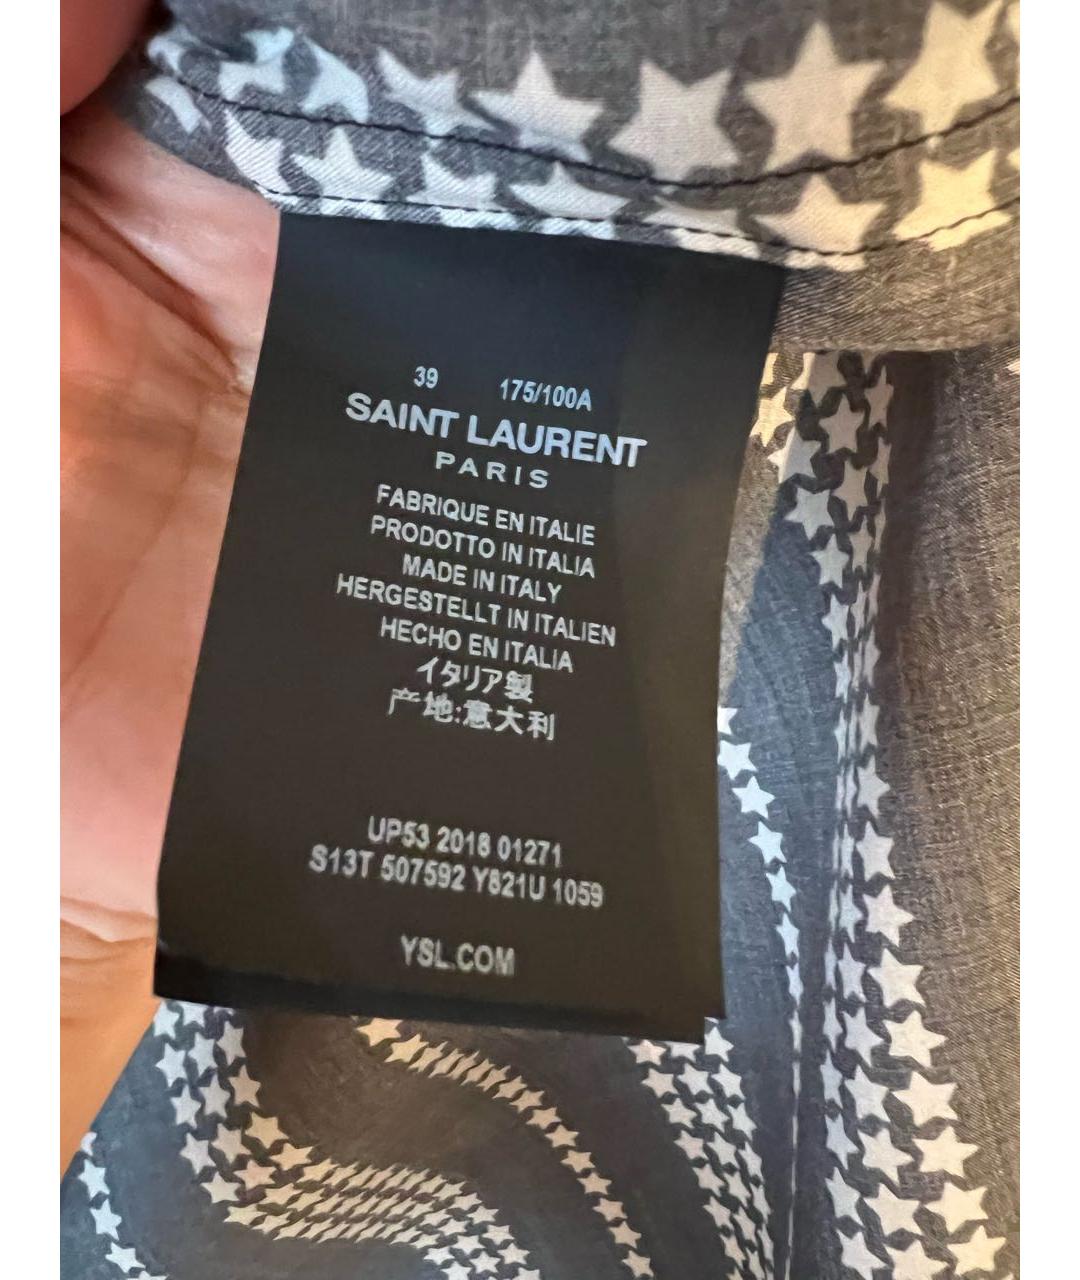 39 175/100A
SAINT LAURENT
PARIS
FABRIQUE EN ITALIE
PRODOTTO IN ITALIA
MADE IN ITALY
HERGESTELLT IN ITALIEN
HECHO EN ITALIA
イタリア製
产地:意大利
UP53 2018 01271
S13T 507592 Y821U 1059
YSL.COM